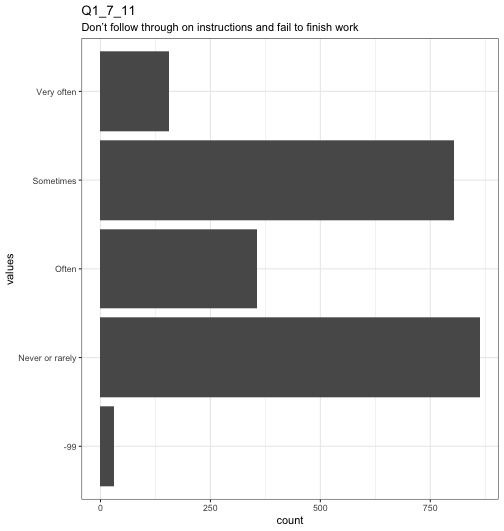 Q1_7_11
Don't follow through on instructions and fail to finish work
Very often
Sometimes
Often
Never or rarely
-99
values
0
250
500
750
count